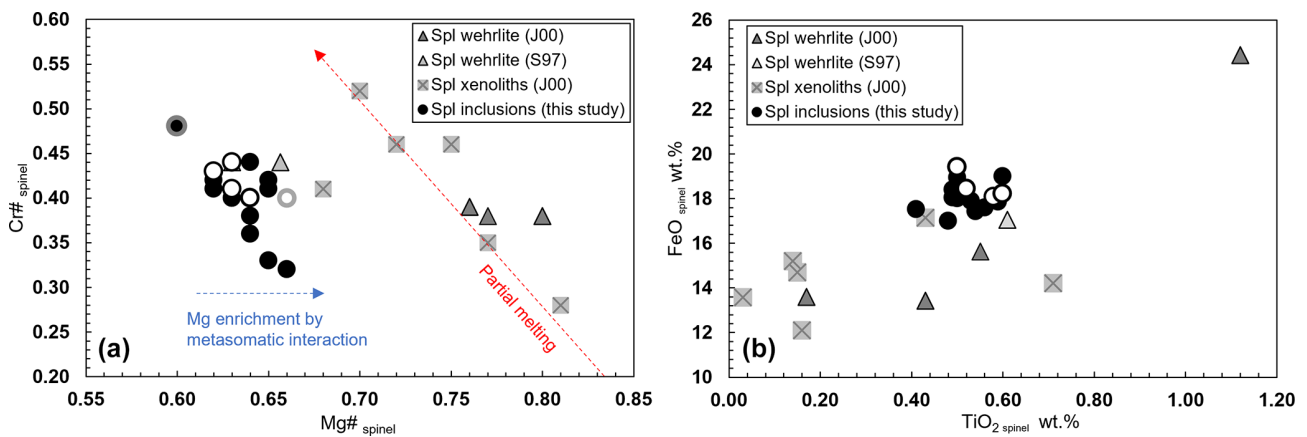 0.60
0.55
0.50
0.45
0.40
0.35
0.30
0.25
0.20
Cr# spinel
Spl wehrlite (J00)
Spl wehrlite (S97)
Spl xenoliths (J00)
Spl inclusions (this study)
Partial melting
Mg enrichment by
metasomatic interaction
(a)
0.55 0.60 0.65 0.70 0.75 0.80 0.85
Mg# spinel
26
24
22
20
18
16
14
12
10
FeO spinel wt.%
Spl wehrlite (J00)
Spl wehrlite (S97)
Spl xenoliths (J00)
Spl inclusions (this study)
(b)
0.00 0.20 0.40 0.60 0.80 1.00 1.20
TiO2 spinel wt.%